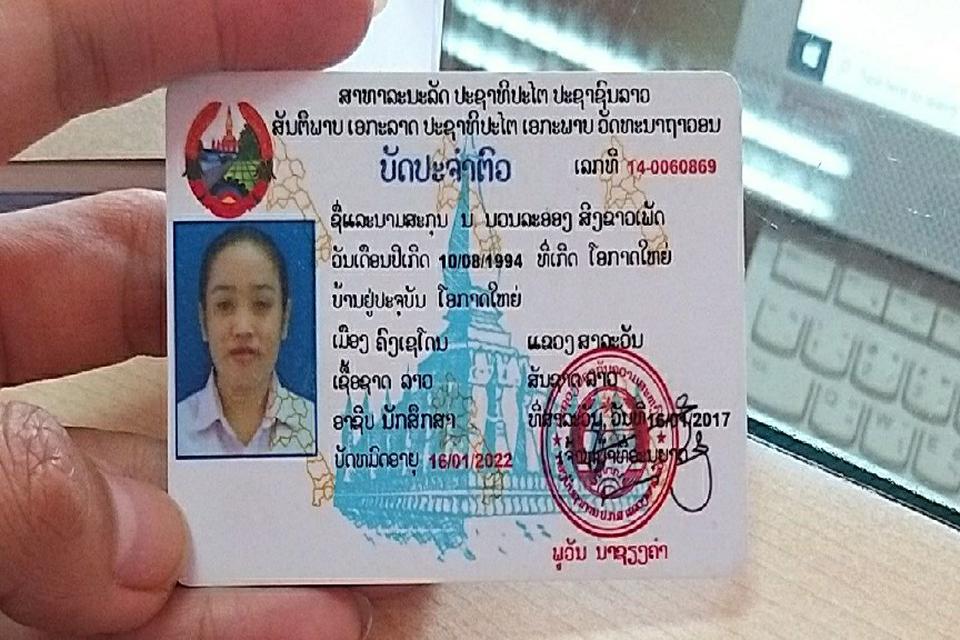 ສາທາລະນະລັດ ປະຊາທິປະໄຕ ປະຊາຊົນລາວ
ສັນຕິພາບ ເອກະລາດ ປະຊາທິປະໄຕ ເອກະພາບ ວັດທະນາຖາວອນ
ບັດປະຈຳຕົວ ເລກທີ 14-0060869
ຊື່ແລະນາມສະກຸນ ນ ນອນລະອອງ ສິງຂາວເພັດ
ວັນເດືອນປີເກີດ 10/08/1994 ທີ່ເກີດ ໂອກາດໃຫຍ່
ບ້ານຢູ່ປະຈຸບັນ ໂອກາດໃຫຍ່
ເມືອງ ຄົງເຊໂດນ ແຂວງ ສາລະວັນ
ເຊື້ອຊາດ ລາວ ສັນຊາດ ລາວ
ອາຊີບ ນັກສຶກສາ ທີ່ສາລະວັນ, ວັນທີ 16/01/2017
ບັດຫມົດອາຍຸ 16/01/2022
ພູວັນ ນາຊຽງຄຳ